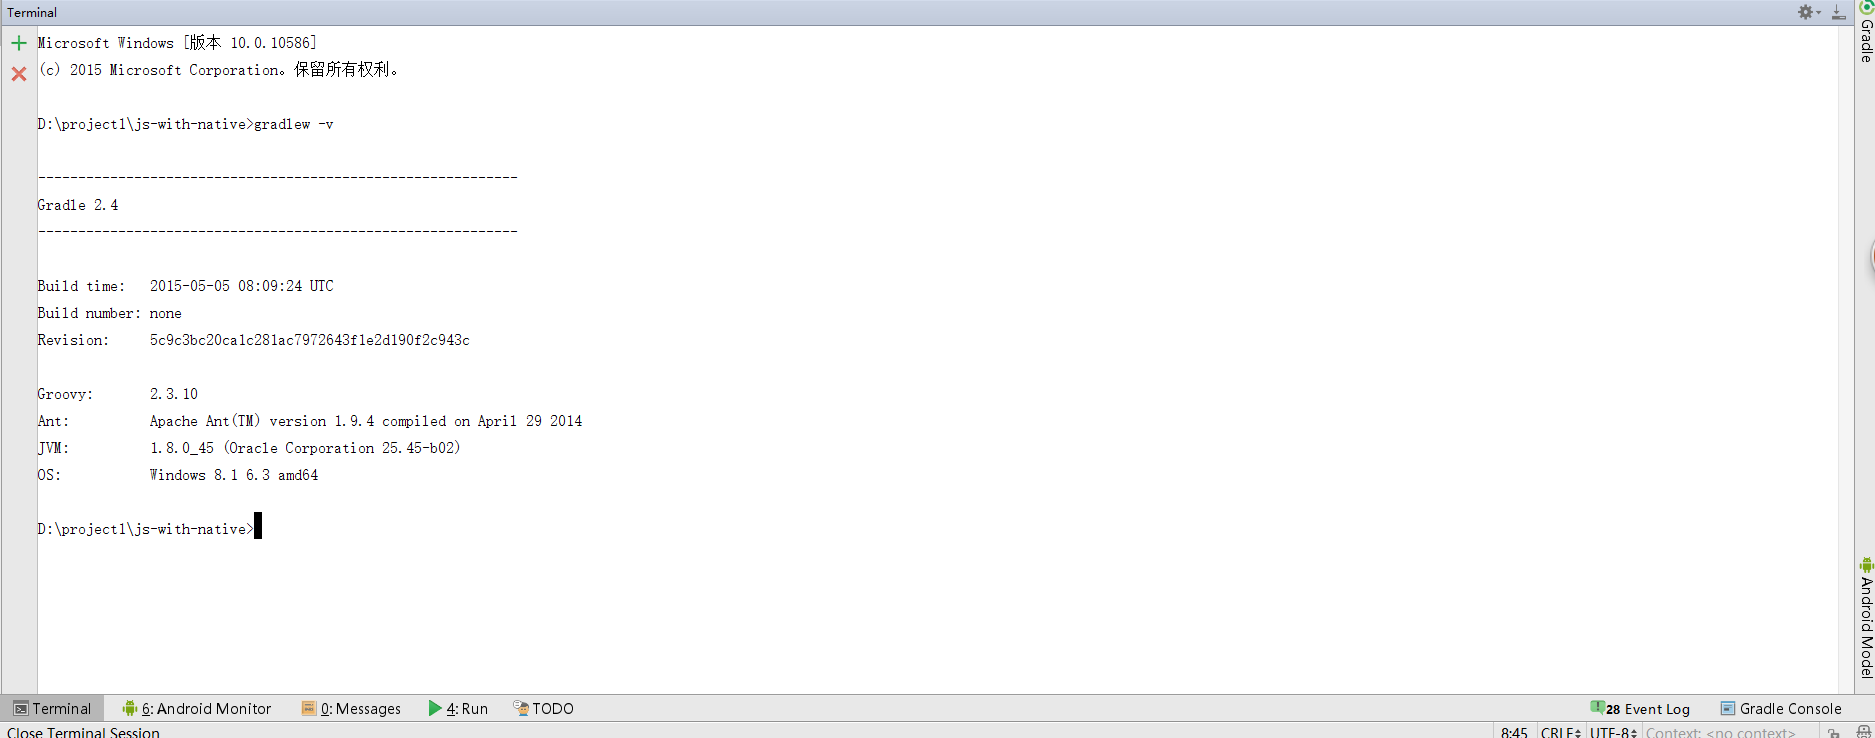 Terminal
Microsoft Windows [版本 10.0.10586]
(c) 2015 Microsoft Corporation。保留所有权利。
D:\project1\js-with-native>gradlew -v
------------------------------------------------------------
Gradle 2.4
------------------------------------------------------------
Build time:   2015-05-05 08:09:24 UTC
Build number: none
Revision:     5c9c3bc20ca1c281ac7972643f1e2d190f2c943c
Groovy:       2.3.10
Ant:          Apache Ant(TM) version 1.9.4 compiled on April 29 2014
JVM:          1.8.0_45 (Oracle Corporation 25.45-b02)
OS:           Windows 8.1 6.3 amd64
D:\project1\js-with-native>
Gradle
Android Model
Terminal 6: Android Monitor 0: Messages 4: Run TODO 28 Event Log Gradle Console
Close Terminal Session 8:45 CRLF UTF-8 Context: <no context>